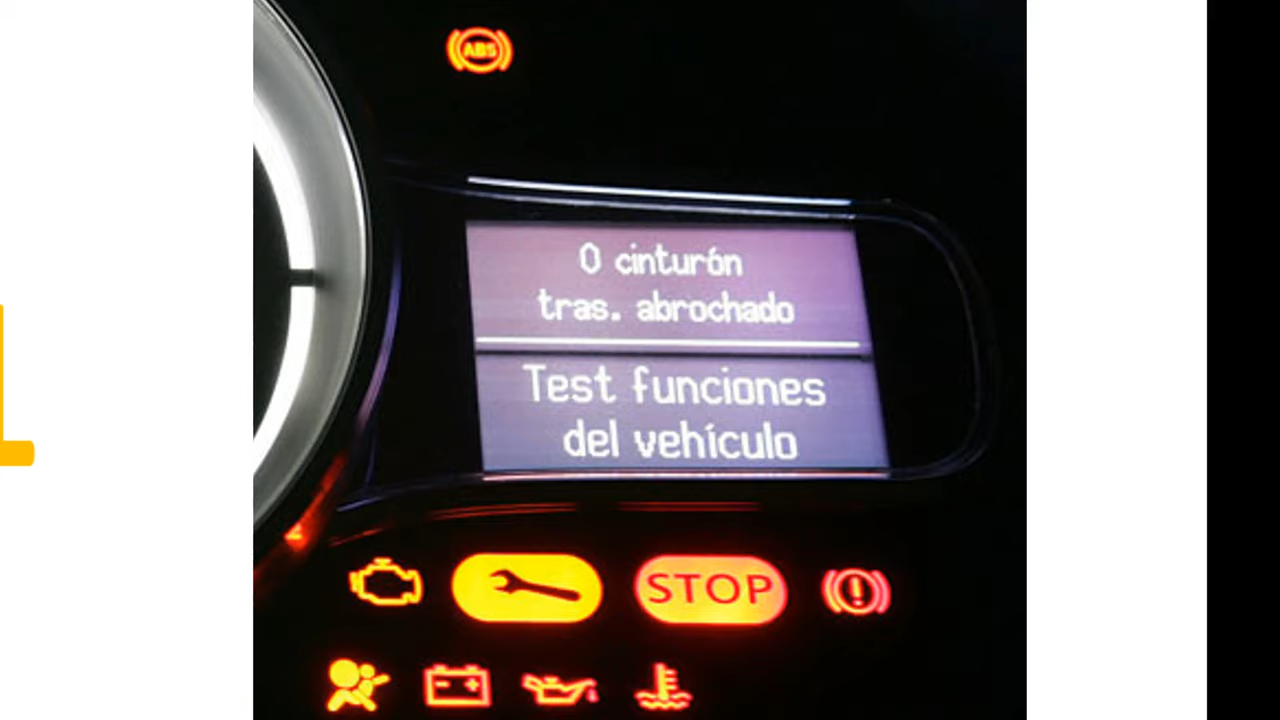 ABS
0 cinturón
tras. abrochado
Test funciones
del vehículo
STOP